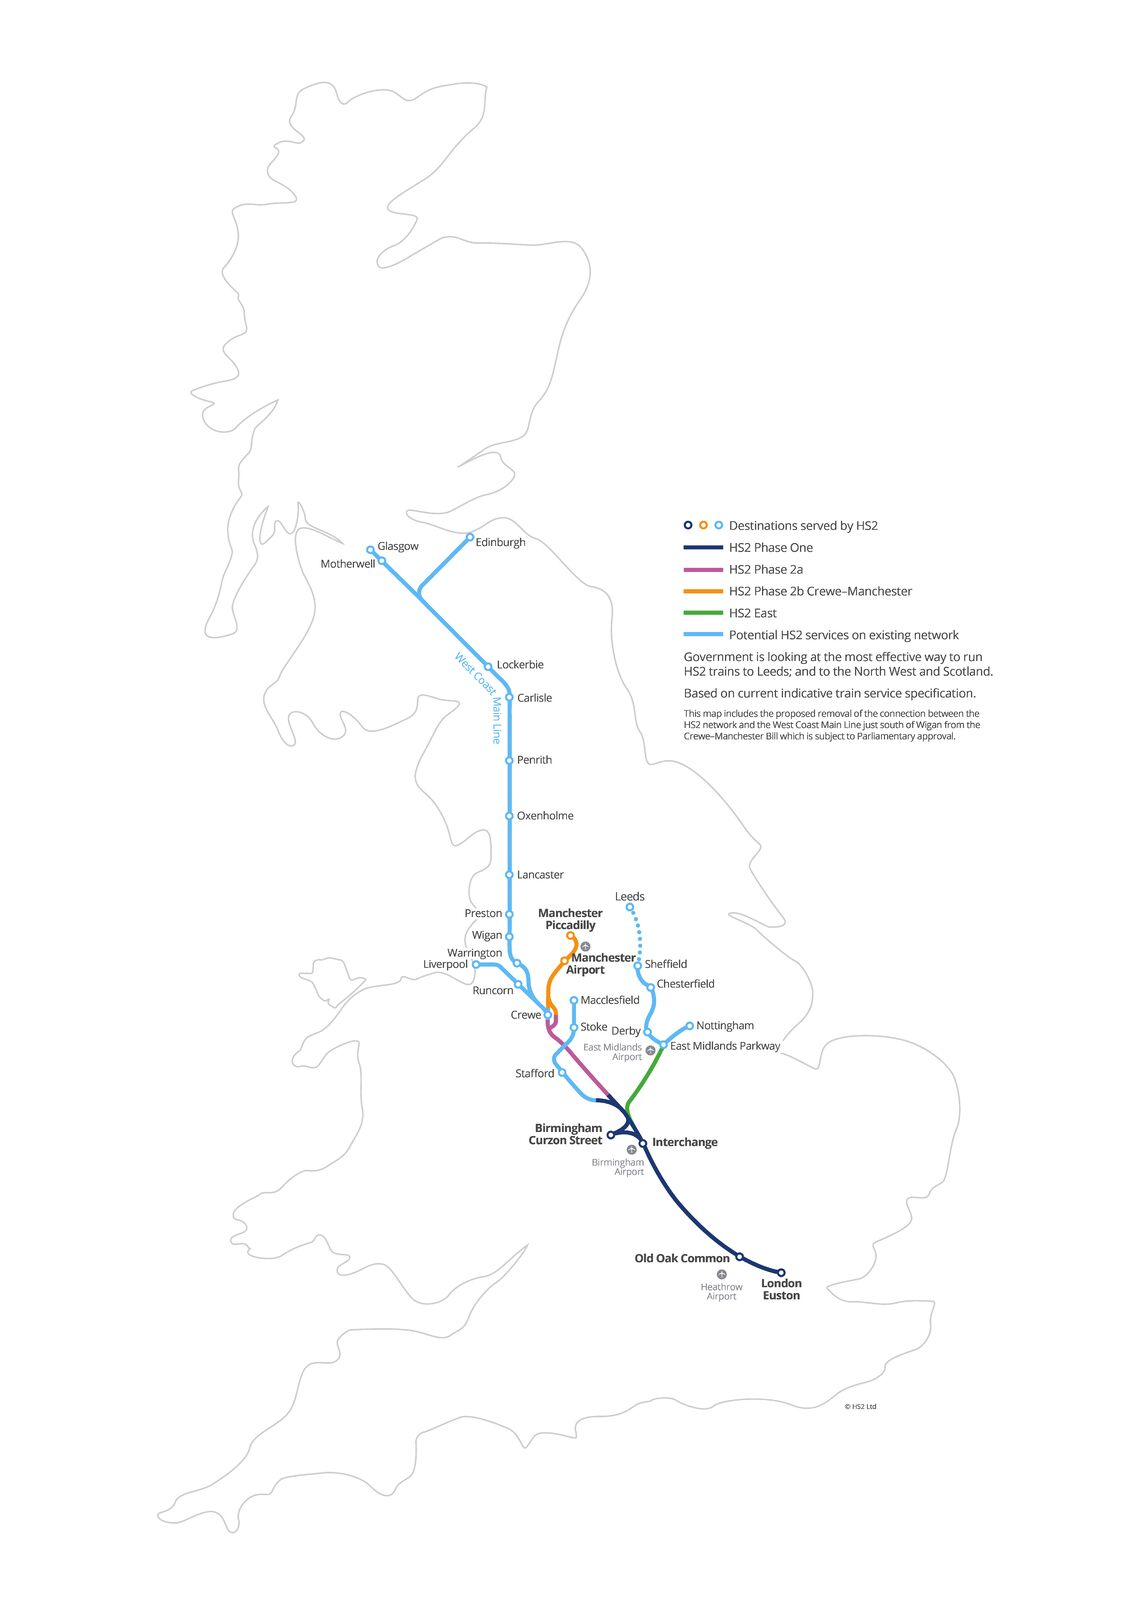 Destinations served by HS2
HS2 Phase One
HS2 Phase 2a
HS2 Phase 2b Crewe–Manchester
HS2 East
Potential HS2 services on existing network
Government is looking at the most effective way to run
HS2 trains to Leeds; and to the North West and Scotland.
Based on current indicative train service specification.
This map includes the proposed removal of the connection between the
HS2 network and the West Coast Main Line just south of Wigan from the
Crewe–Manchester Bill which is subject to Parliamentary approval.
Glasgow
Edinburgh
Motherwell
Lockerbie
West Coast Main Line
Carlisle
Penrith
Oxenholme
Lancaster
Leeds
Preston
Manchester
Piccadilly
Wigan
Warrington
Liverpool
Manchester
Airport
Sheffield
Runcorn
Chesterfield
Macclesfield
Crewe
Stoke
Derby
Nottingham
East Midlands
Airport
East Midlands Parkway
Stafford
Birmingham
Curzon Street
Interchange
Birmingham
Airport
Old Oak Common
Heathrow
Airport
London
Euston
© HS2 Ltd